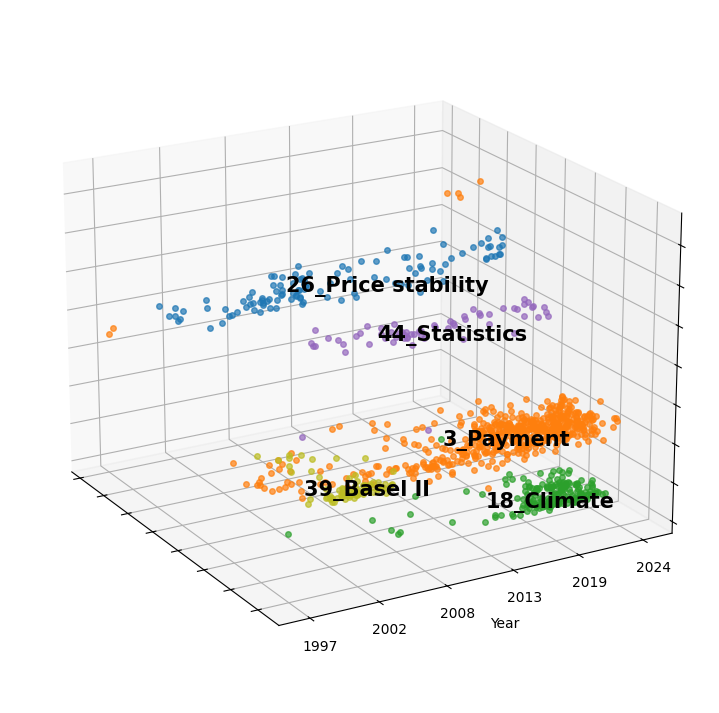 26_Price stability
44_Statistics
3_Payment
39_Basel II
18_Climate
2024
2019
2013
2008
2002
1997
Year